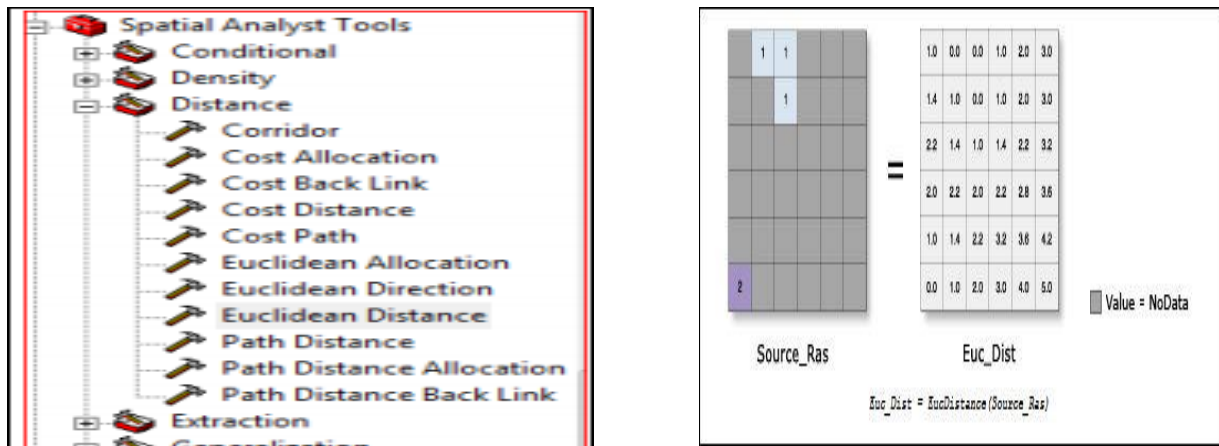 Spatial Analyst Tools
Conditional
Density
Distance
Corridor
Cost Allocation
Cost Back Link
Cost Distance
Cost Path
Euclidean Allocation
Euclidean Direction
Euclidean Distance
Path Distance
Path Distance Allocation
Path Distance Back Link
Extraction
Generalization
1 1
1
2
Source_Ras
=
1.0 0.0 0.0 1.0 2.0 3.0
1.4 1.0 0.0 1.0 2.0 3.0
2.2 1.4 1.0 1.4 2.2 3.2
2.0 2.2 2.0 2.2 2.8 3.6
1.0 1.4 2.2 3.2 3.6 4.2
0.0 1.0 2.0 3.0 4.0 5.0
Euc_Dist
Value = NoData
Euc_Dist = EucDistance(Source_Ras)